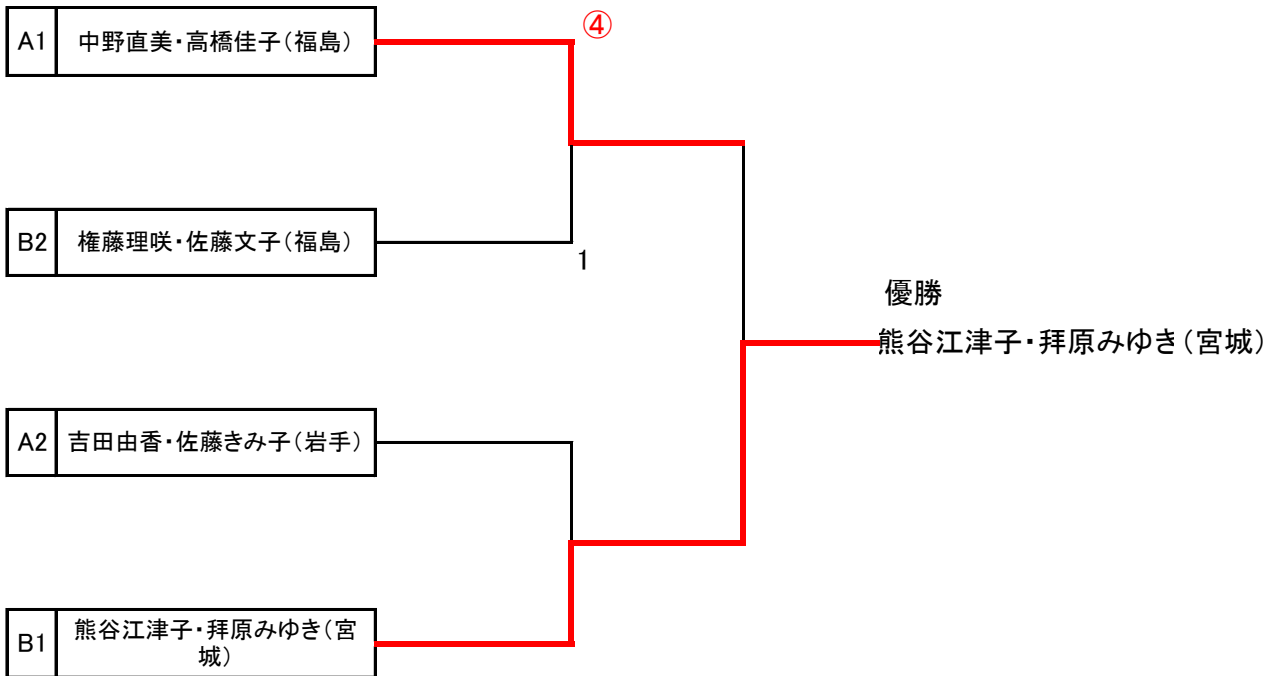 A1 中野直美・高橋佳子（福島）
④
B2 権藤理咲・佐藤文子（福島）
1
優勝
熊谷江津子・拜原みゆき（宮城）
A2 吉田由香・佐藤きみ子（岩手）
B1 熊谷江津子・拜原みゆき（宮
城）